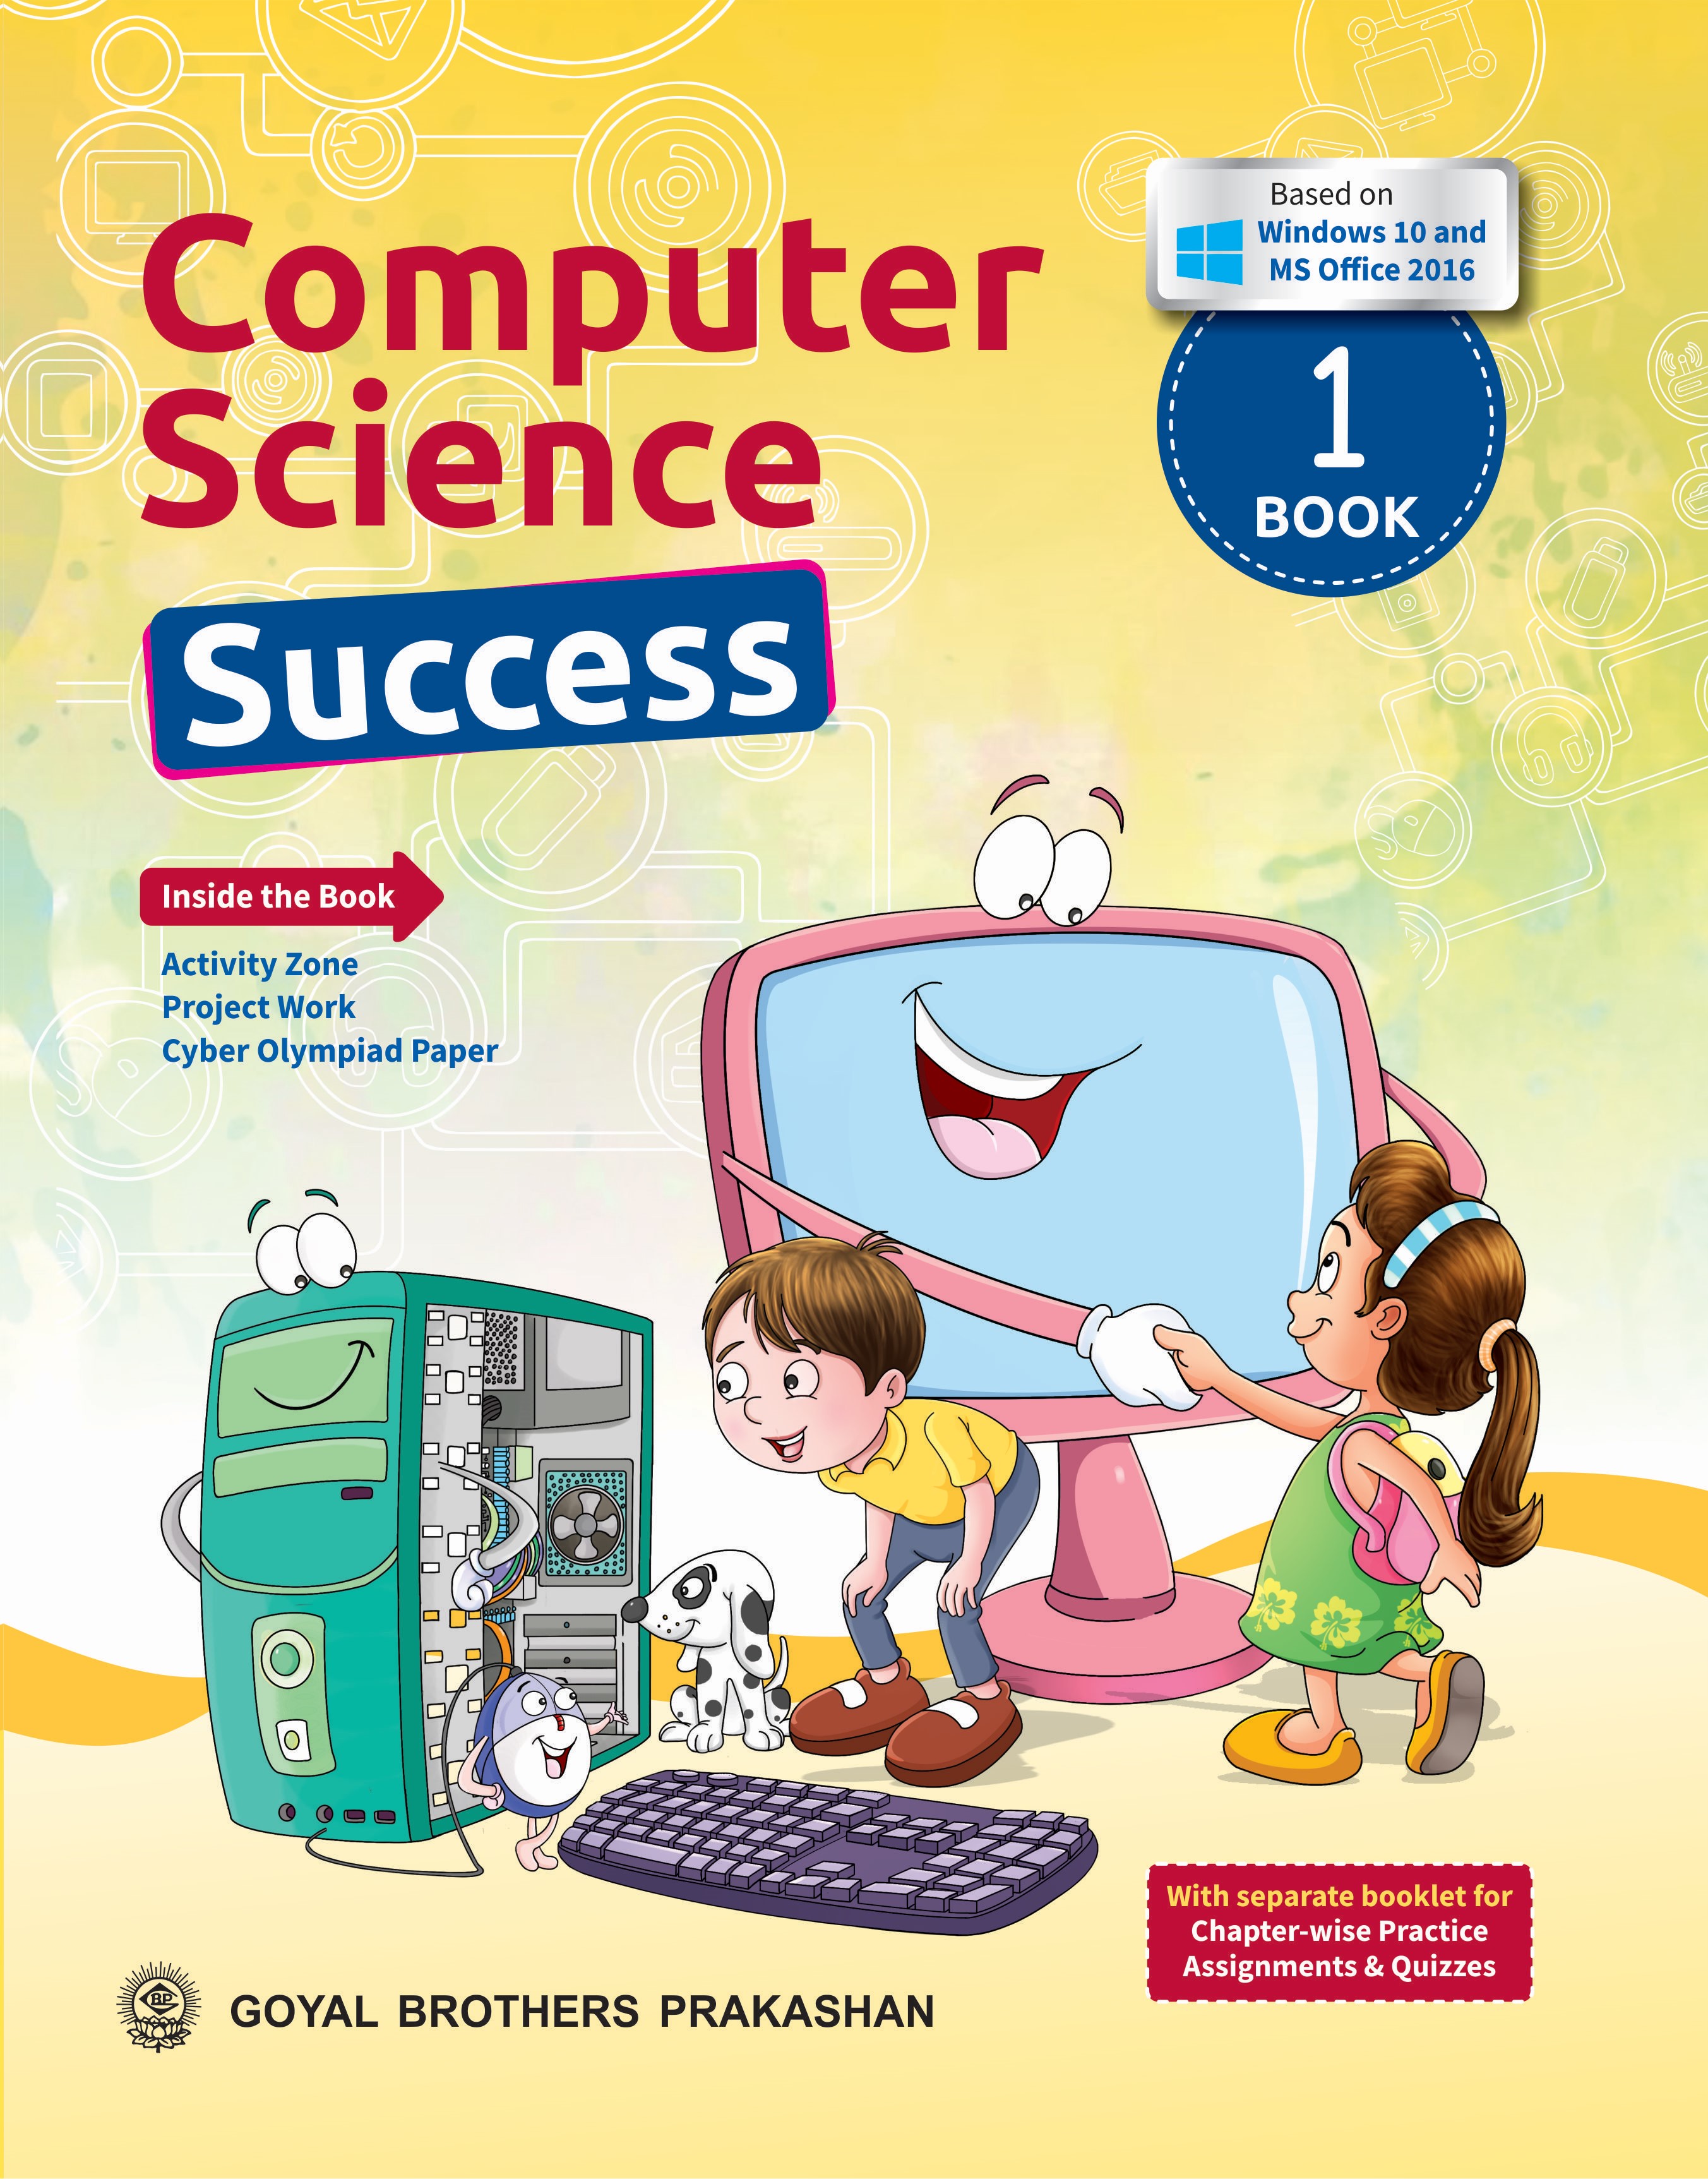 Based on
Windows 10 and
MS Office 2016
1
BOOK
Computer
Science
Success
Inside the Book
Activity Zone
Project Work
Cyber Olympiad Paper
With separate booklet for
Chapter-wise Practice
Assignments & Quizzes
GBP
GOYAL BROTHERS PRAKASHAN